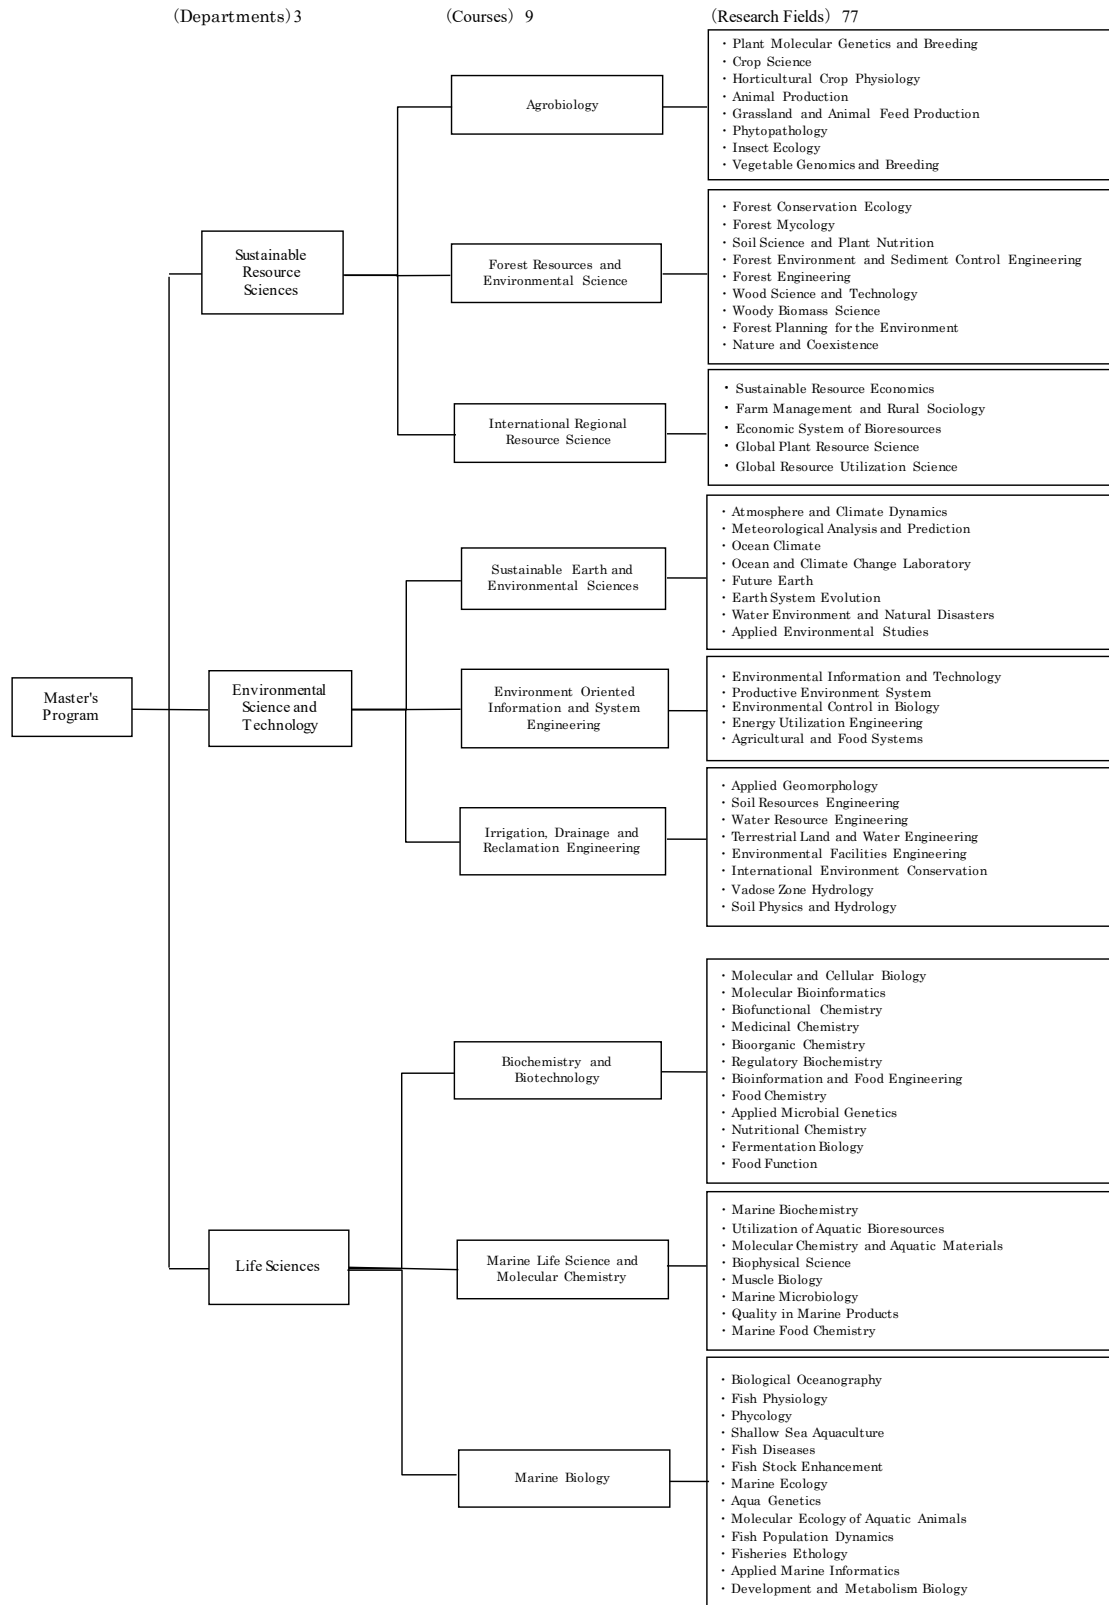 (Departments) 3
(Courses) 9
(Research Fields) 77
Master's
Program
Sustainable
Resource
Sciences
Agrobiology
・Plant Molecular Genetics and Breeding
・Crop Science
・Horticultural Crop Physiology
・Animal Production
・Grassland and Animal Feed Production
・Phytopathology
・Insect Ecology
・Vegetable Genomics and Breeding
Forest Resources and
Environmental Science
・Forest Conservation Ecology
・Forest Mycology
・Soil Science and Plant Nutrition
・Forest Environment and Sediment Control Engineering
・Forest Engineering
・Wood Science and Technology
・Woody Biomass Science
・Forest Planning for the Environment
・Nature and Coexistence
International Regional
Resource Science
・Sustainable Resource Economics
・Farm Management and Rural Sociology
・Economic System of Bioresources
・Global Plant Resource Science
・Global Resource Utilization Science
Environmental
Science and
Technology
Sustainable Earth and
Environmental Sciences
・Atmosphere and Climate Dynamics
・Meteorological Analysis and Prediction
・Ocean Climate
・Ocean and Climate Change Laboratory
・Future Earth
・Earth System Evolution
・Water Environment and Natural Disasters
・Applied Environmental Studies
Environment Oriented
Information and System
Engineering
・Environmental Information and Technology
・Productive Environment System
・Environmental Control in Biology
・Energy Utilization Engineering
・Agricultural and Food Systems
Irrigation, Drainage and
Reclamation Engineering
・Applied Geomorphology
・Soil Resources Engineering
・Water Resource Engineering
・Terrestrial Land and Water Engineering
・Environmental Facilities Engineering
・International Environment Conservation
・Vadose Zone Hydrology
・Soil Physics and Hydrology
Life Sciences
Biochemistry and
Biotechnology
・Molecular and Cellular Biology
・Molecular Bioinformatics
・Biofunctional Chemistry
・Medicinal Chemistry
・Bioorganic Chemistry
・Regulatory Biochemistry
・Bioinformation and Food Engineering
・Food Chemistry
・Applied Microbial Genetics
・Nutritional Chemistry
・Fermentation Biology
・Food Function
Marine Life Science and
Molecular Chemistry
・Marine Biochemistry
・Utilization of Aquatic Bioresources
・Molecular Chemistry and Aquatic Materials
・Biophysical Science
・Muscle Biology
・Marine Microbiology
・Quality in Marine Products
・Marine Food Chemistry
Marine Biology
・Biological Oceanography
・Fish Physiology
・Phycology
・Shallow Sea Aquaculture
・Fish Diseases
・Fish Stock Enhancement
・Marine Ecology
・Aqua Genetics
・Molecular Ecology of Aquatic Animals
・Fish Population Dynamics
・Fisheries Ethology
・Applied Marine Informatics
・Development and Metabolism Biology